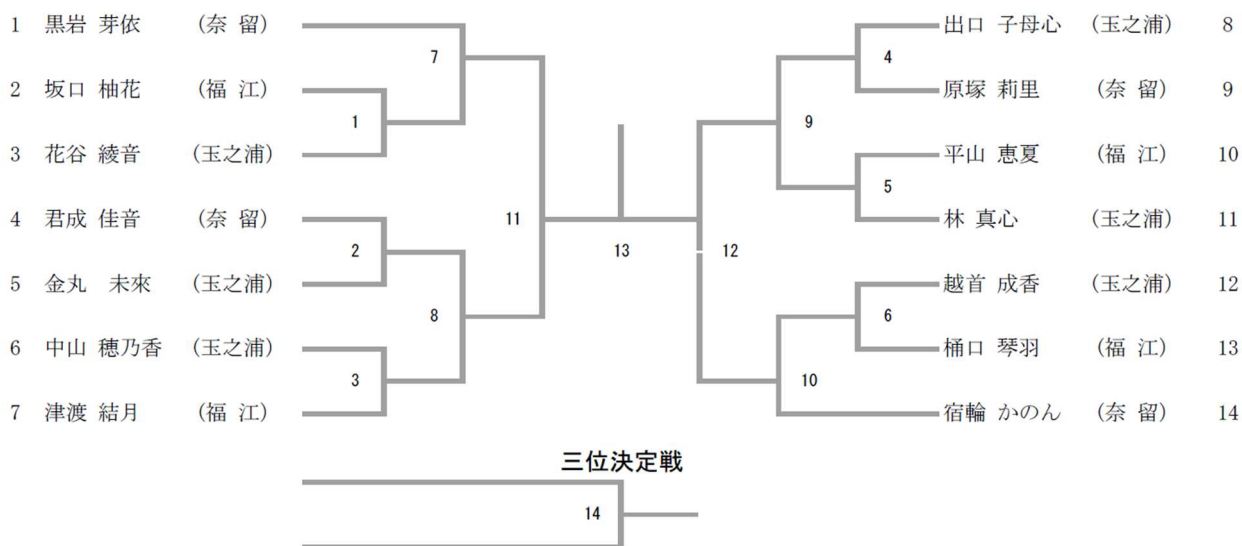 1 黒岩 芽依 (奈 留) 7 出口 子母心 (玉之浦) 8
4
2 坂口 柚花 (福 江) 原塚 莉里 (奈 留) 9
1 9
3 花谷 綾音 (玉之浦) 平山 恵夏 (福 江) 10
5
4 君成 佳音 (奈 留) 11 林 真心 (玉之浦) 11
2 13 12
5 金丸 未來 (玉之浦) 越首 成香 (玉之浦) 12
8 6
6 中山 穂乃香 (玉之浦) 桶口 琴羽 (福 江) 13
3 10
7 津渡 結月 (福 江) 宿輪 かのん (奈 留) 14
三位決定戦
14